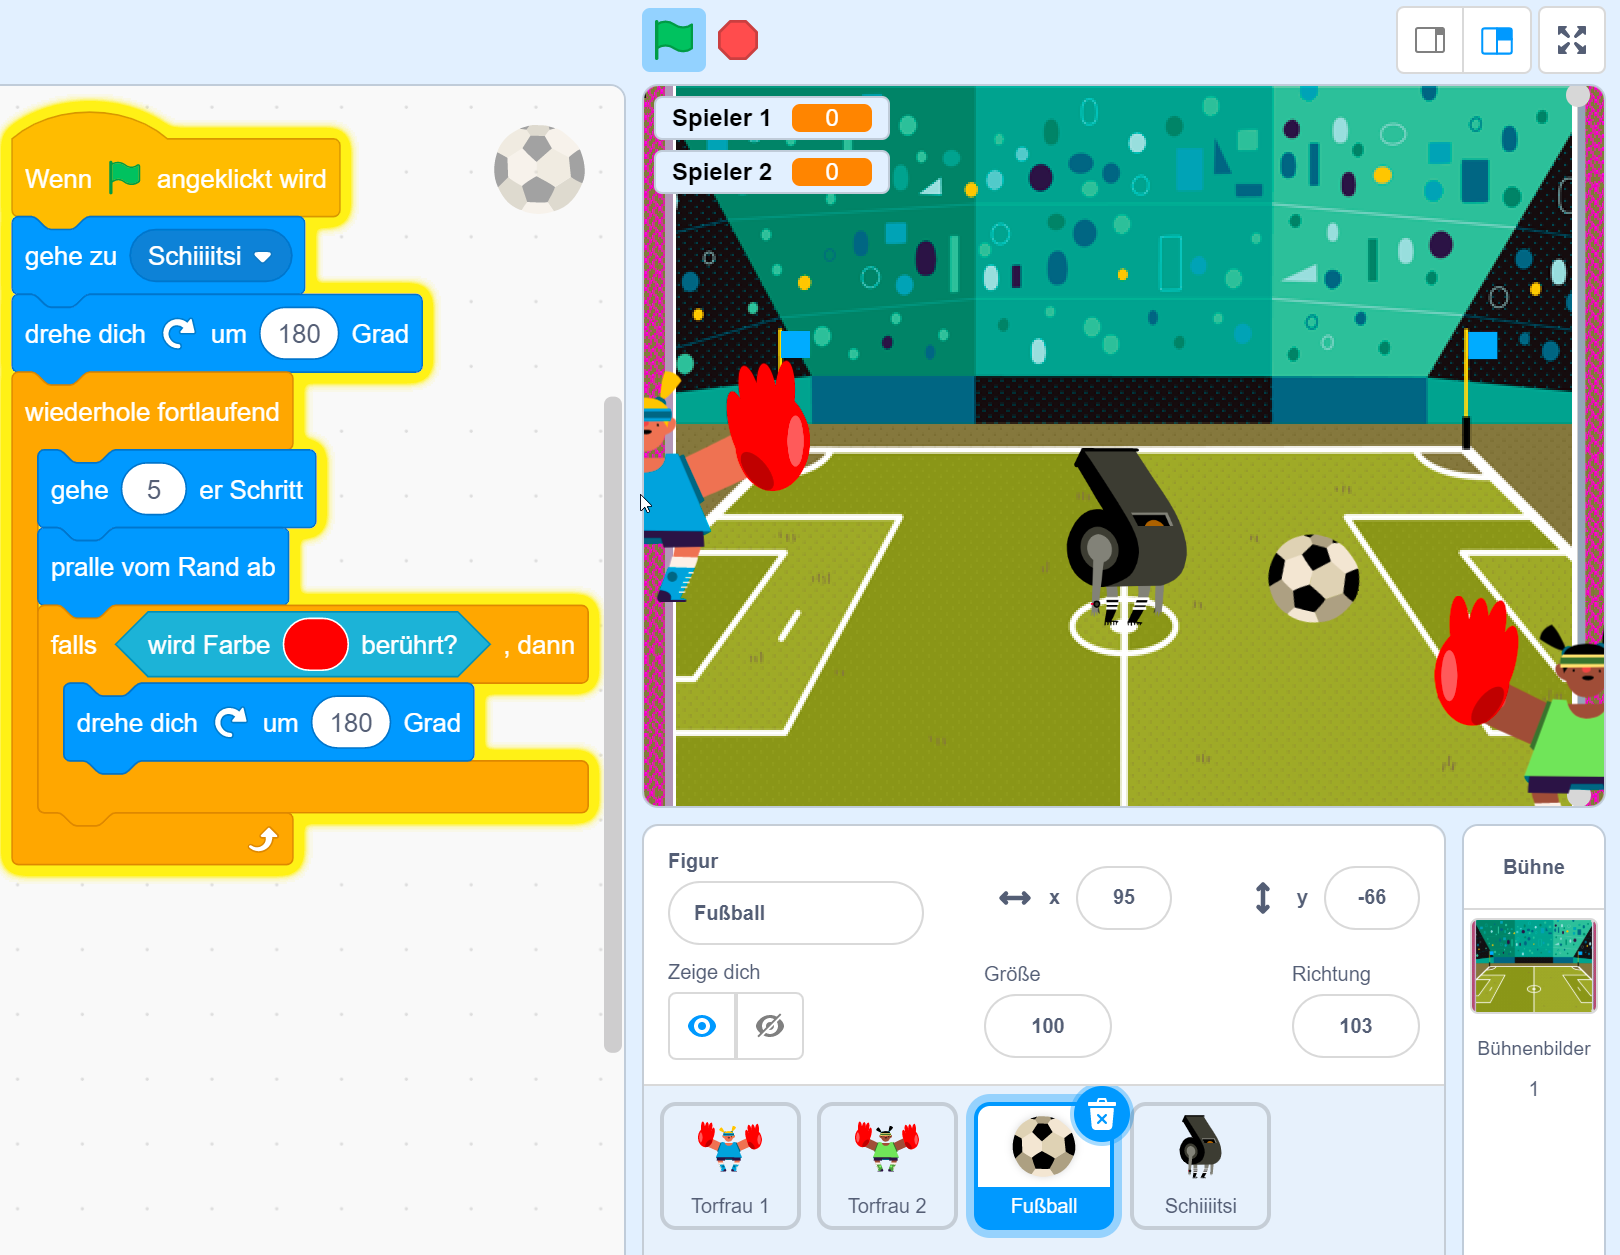 Wenn angeklickt wird
gehe zu Schiiiitsi
drehe dich um 180 Grad
wiederhole fortlaufend
gehe 5 er Schritt
pralle vom Rand ab
falls wird Farbe berührt? , dann
drehe dich um 180 Grad
Spieler 1 0
Spieler 2 0
Figur
Fußball
x 95
y -66
Zeige dich
Größe
100
Richtung
103
Torfrau 1
Torfrau 2
Fußball
Schiiiitsi
Bühne
Bühnenbilder
1